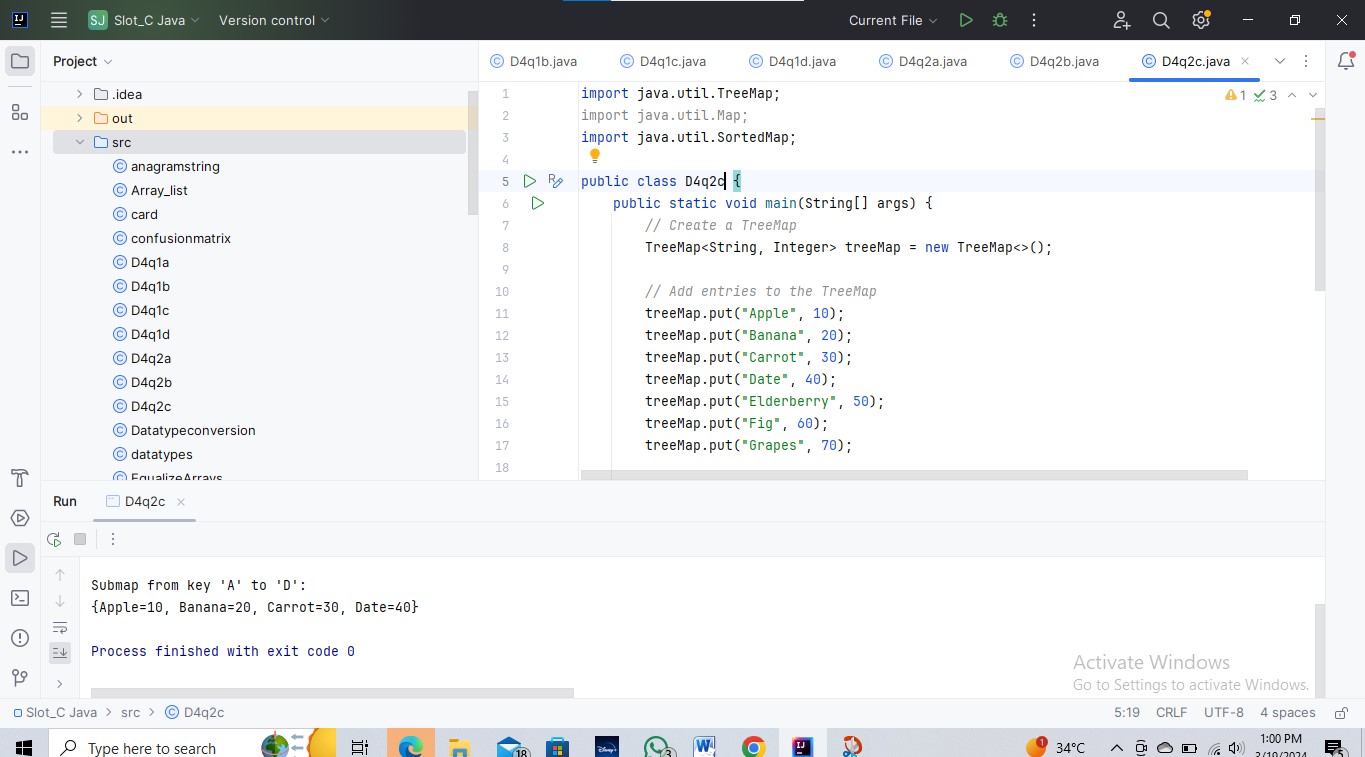 SJ Slot_C Java Version control Current File
Project
D4q1b.java D4q1c.java D4q1d.java D4q2a.java D4q2b.java D4q2c.java
.idea
out
src
anagramstring
Array_list
card
confusionmatrix
D4q1a
D4q1b
D4q1c
D4q1d
D4q2a
D4q2b
D4q2c
Datatypeconversion
datatypes
EqualizeArrays
1 import java.util.TreeMap;
2 import java.util.Map;
3 import java.util.SortedMap;
4
5 public class D4q2c {
6 public static void main(String[] args) {
7 // Create a TreeMap
8 TreeMap<String, Integer> treeMap = new TreeMap<>();
9
10 // Add entries to the TreeMap
11 treeMap.put("Apple", 10);
12 treeMap.put("Banana", 20);
13 treeMap.put("Carrot", 30);
14 treeMap.put("Date", 40);
15 treeMap.put("Elderberry", 50);
16 treeMap.put("Fig", 60);
17 treeMap.put("Grapes", 70);
18
1 3
Run D4q2c
Submap from key 'A' to 'D':
{Apple=10, Banana=20, Carrot=30, Date=40}
Process finished with exit code 0
Activate Windows
Go to Settings to activate Windows.
Slot_C Java > src > D4q2c 5:19 CRLF UTF-8 4 spaces
Type here to search 18 3 1 34°C 1:00 PM
3/19/2024 5